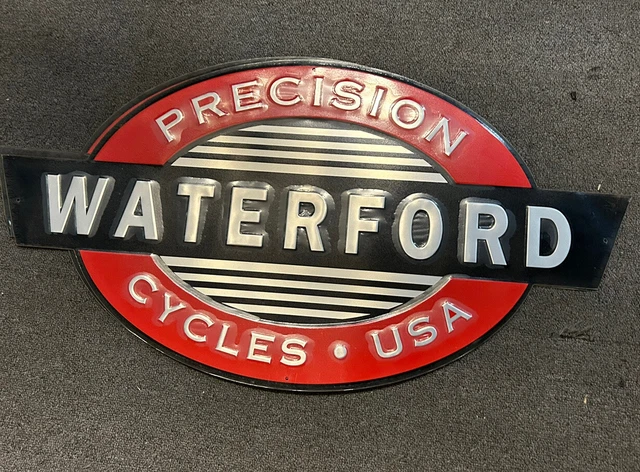 PRECISION
WATERFORD
CYCLES • USA